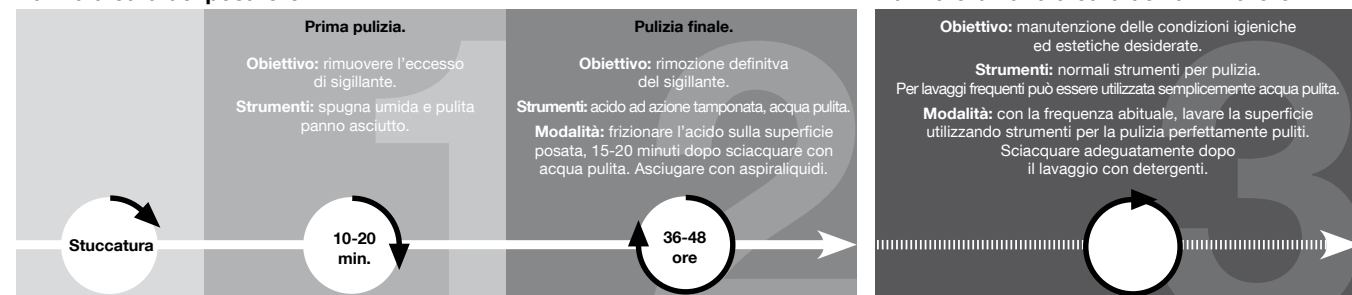 Prima pulizia.
Obiettivo: rimuovere l'eccesso
di sigillante.
Strumenti: spugna umida e pulita
panno asciutto.
1
Pulizia finale.
Obiettivo: rimozione definitva
del sigillante.
Strumenti: acido ad azione tamponata, acqua pulita.
Modalità: frizionare l'acido sulla superficie
posata, 15-20 minuti dopo sciacquare con
acqua pulita. Asciugare con aspiraliquidi.
2
Obiettivo: manutenzione delle condizioni igieniche
ed estetiche desiderate.
Strumenti: normali strumenti per pulizia.
Per lavaggi frequenti può essere utilizzata semplicemente acqua pulita.
Modalità: con la frequenza abituale, lavare la superficie
utilizzando strumenti per la pulizia perfettamente puliti.
Sciacquare adeguatamente dopo
il lavaggio con detergenti.
3
Stuccatura
10-20
min.
36-48
ore